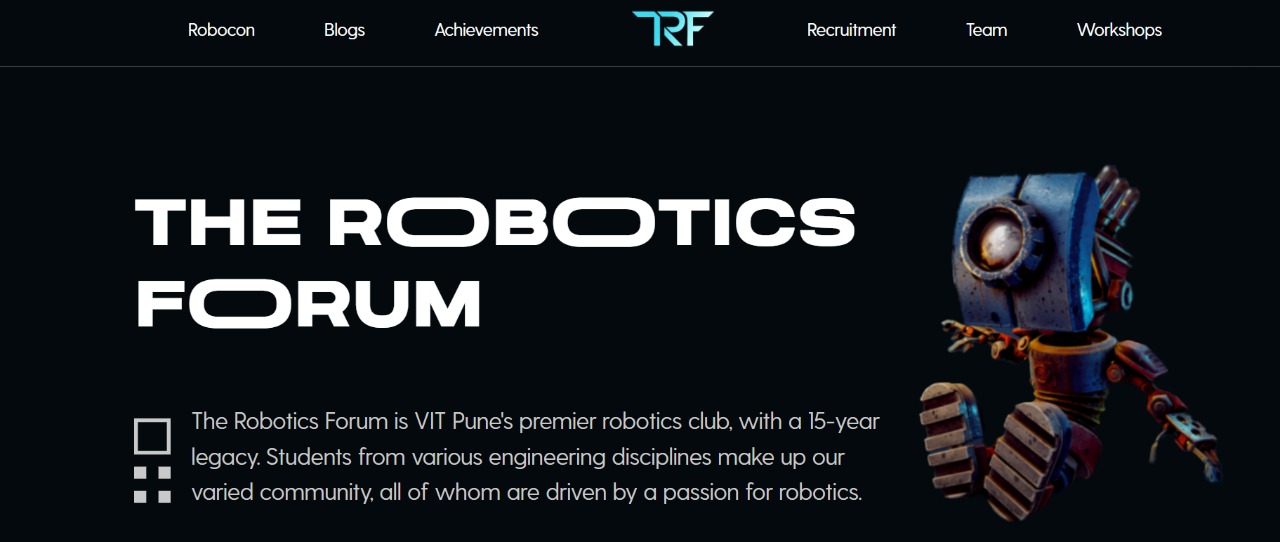 Robocon Blogs Achievements TRF Recruitment Team Workshops
THE ROBOTICS
FORUM
The Robotics Forum is VIT Pune's premier robotics club, with a 15-year
legacy. Students from various engineering disciplines make up our
varied community, all of whom are driven by a passion for robotics.